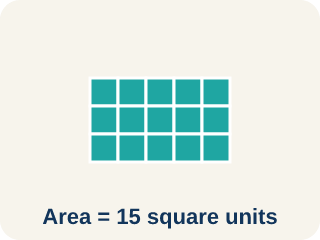 Area = 15 square units